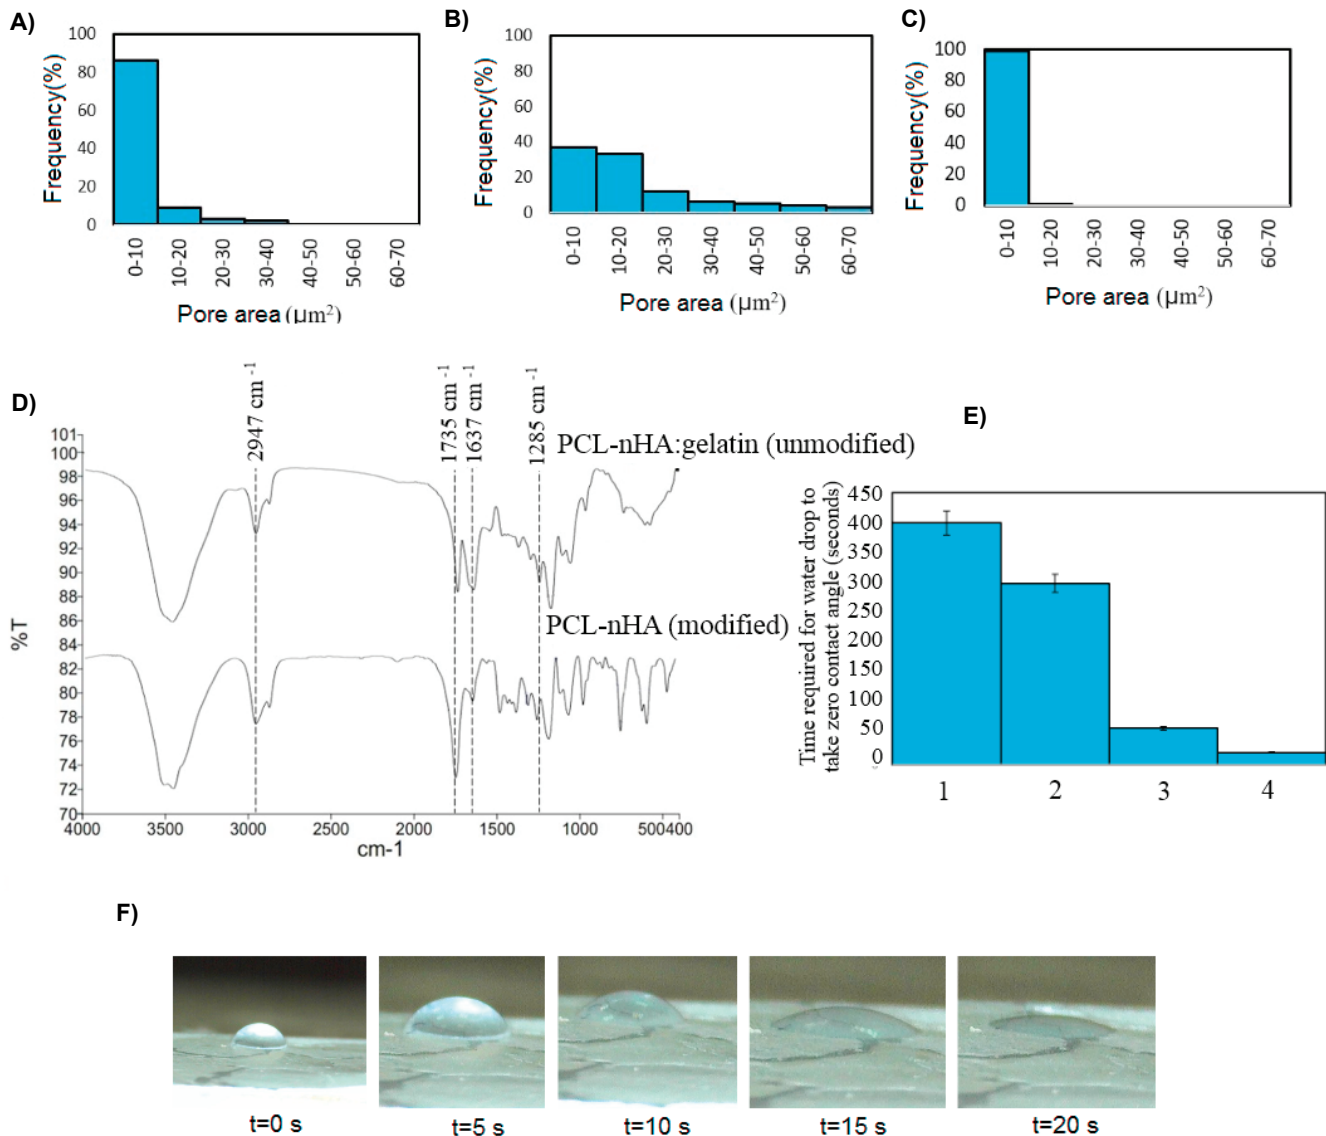 A)
Frequency(%)
100
80
60
40
20
0
0-10
10-20
20-30
30-40
40-50
50-60
60-70
Pore area (μm²)
B)
Frequency(%)
100
80
60
40
20
0
0-10
10-20
20-30
30-40
40-50
50-60
60-70
Pore area (μm²)
C)
Frequency(%)
100
80
60
40
20
0
0-10
10-20
20-30
30-40
40-50
50-60
60-70
Pore area (μm²)
D)
2947 cm -1
1735 cm -1
1637 cm -1
1285 cm -1
PCL-nHA:gelatin (unmodified)
PCL-nHA (modified)
%T
101
100
98
96
94
92
90
88
86
84
82
80
78
76
74
72
70
4000
3500
3000
2500
2000
1500
1000
500
400
cm-1
E)
Time required for water drop to
take zero contact angle (seconds)
450
400
350
300
250
200
150
100
50
0
1
2
3
4
F)
t=0 s
t=5 s
t=10 s
t=15 s
t=20 s